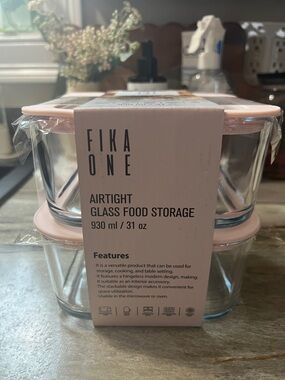 FIKA
ONE
AIRTIGHT
GLASS FOOD STORAGE
930 ml / 31 oz
Features
It is a versatile product that can be used for
storage, cooking, and table setting.
It features a hingeless modern design, making
it suitable as an interior accessory.
The stackable design makes it convenient for
space utilization.
Usable in the microwave or oven.